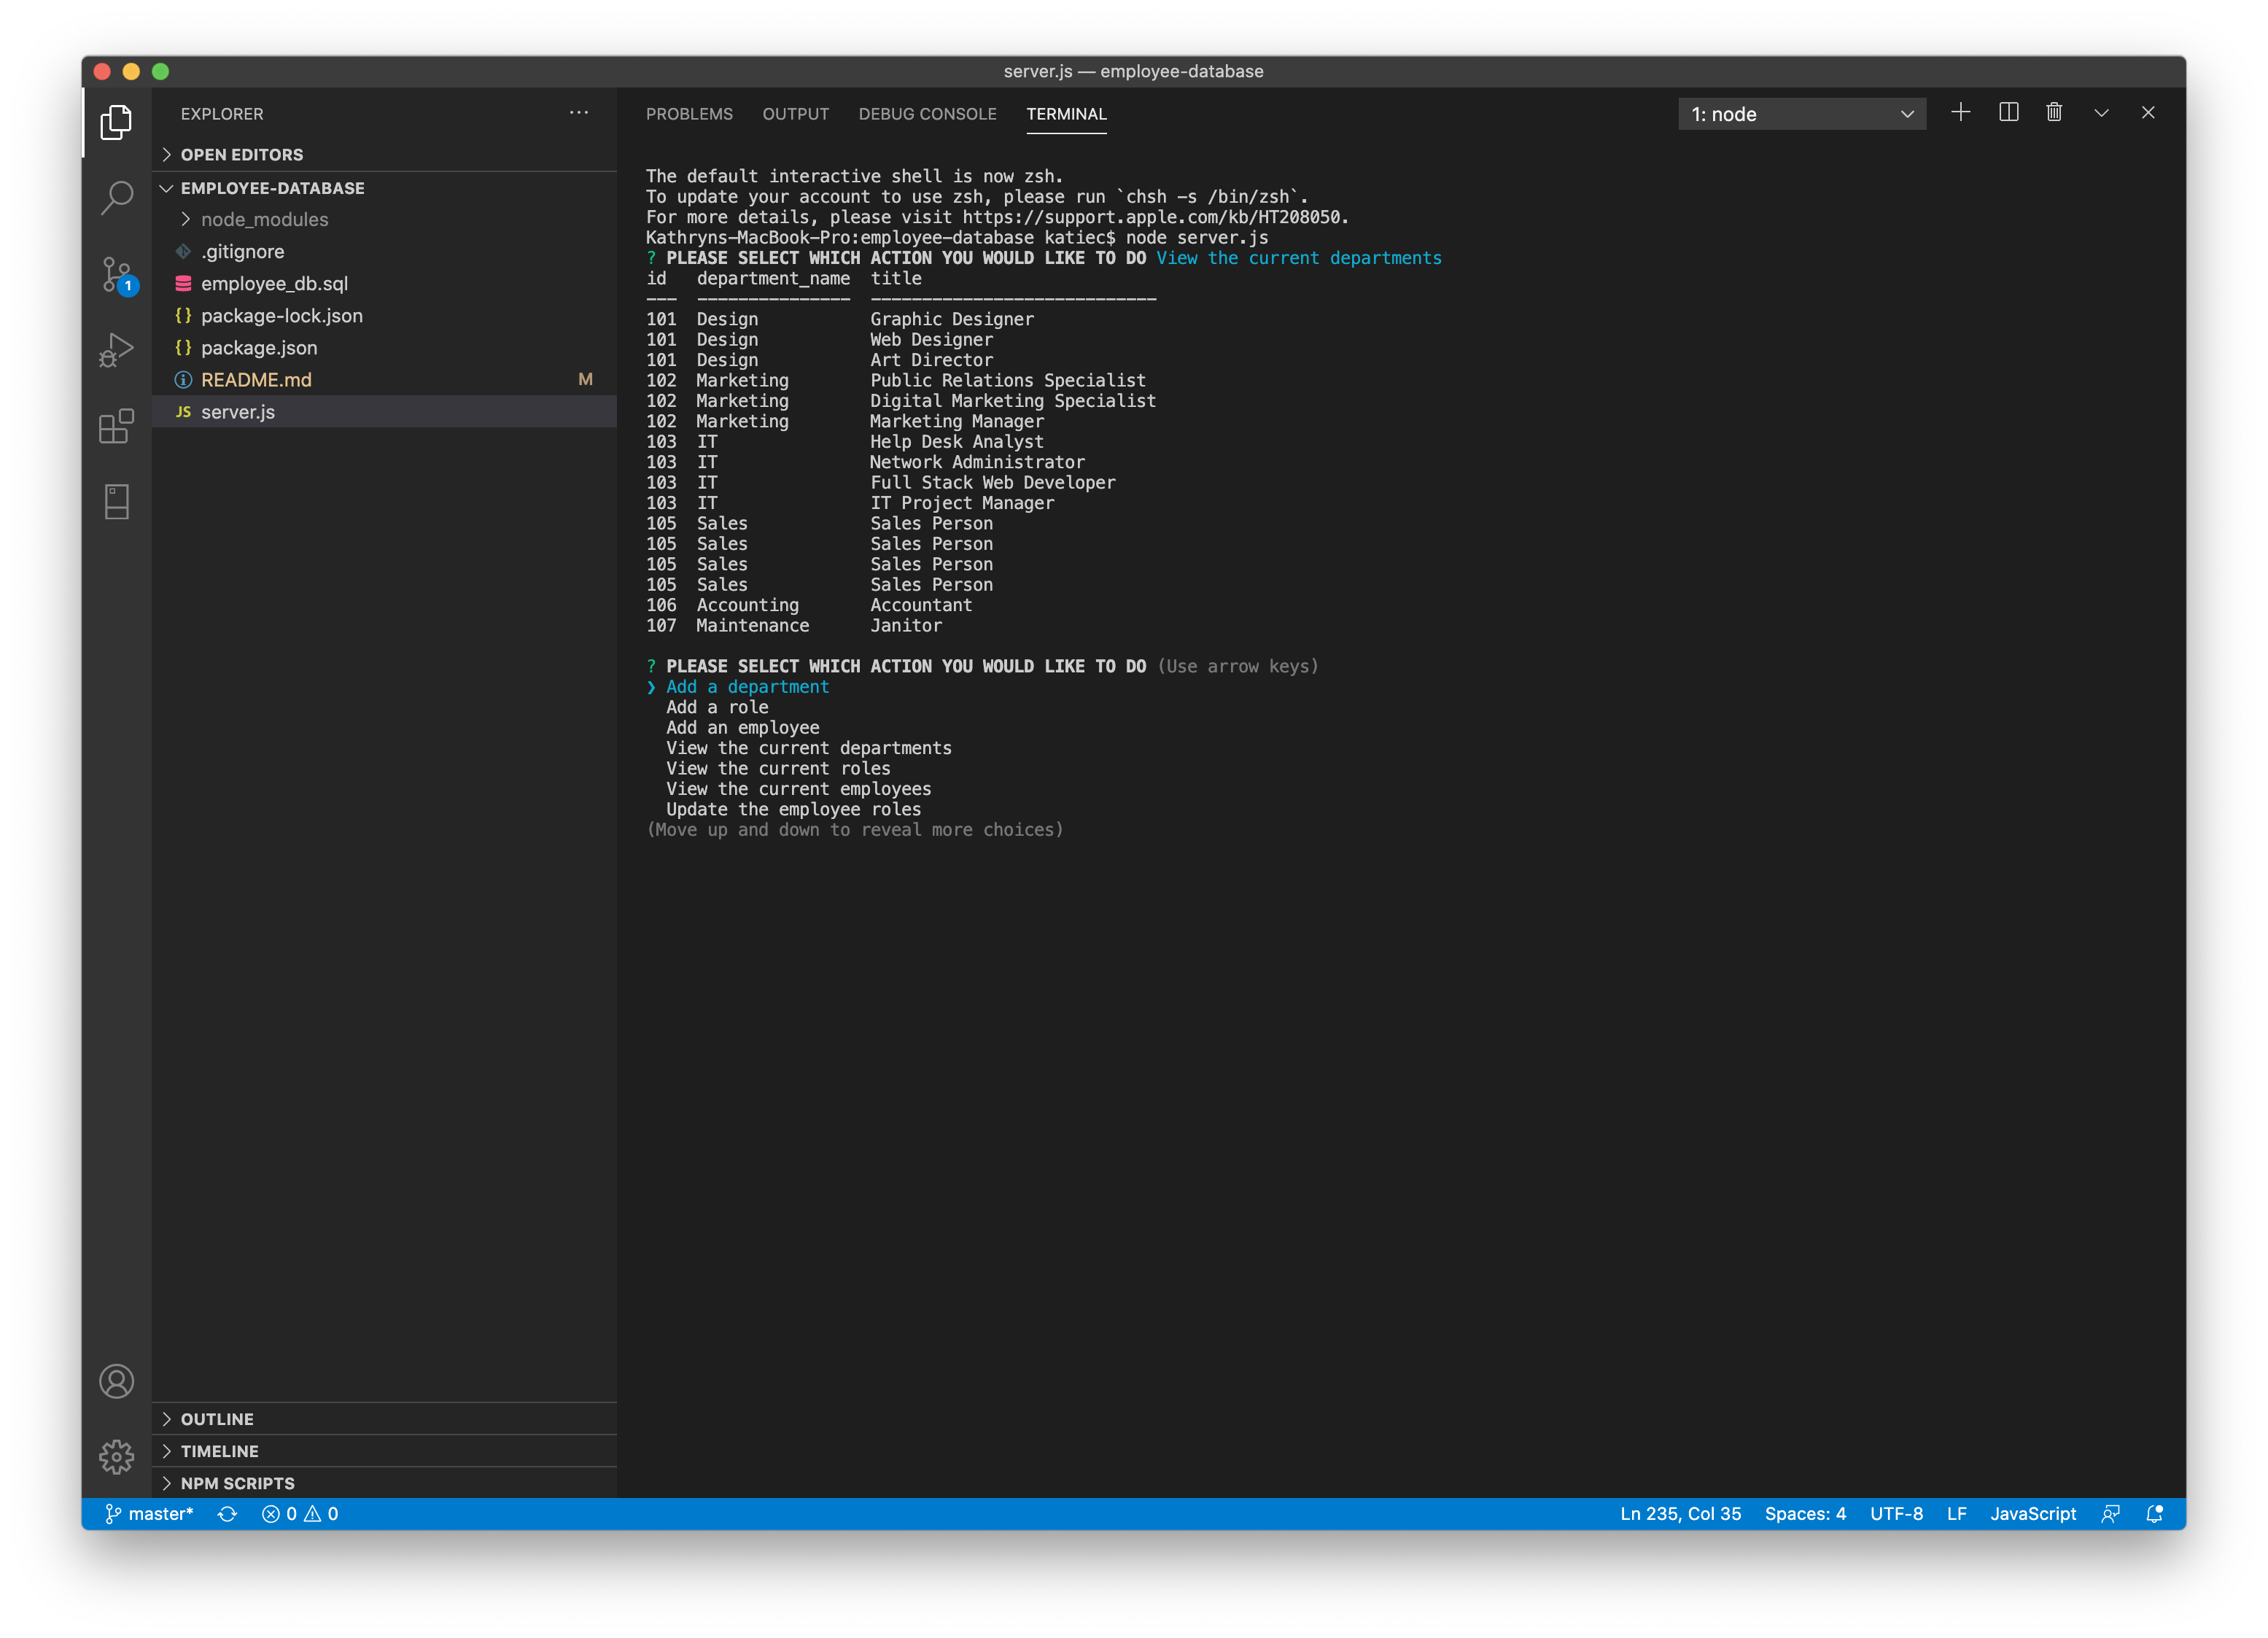 server.js — employee-database
EXPLORER
OPEN EDITORS
EMPLOYEE-DATABASE
node_modules
.gitignore
employee_db.sql
{} package-lock.json
{} package.json
README.md M
JS server.js
OUTLINE
TIMELINE
NPM SCRIPTS
1
PROBLEMS OUTPUT DEBUG CONSOLE TERMINAL 1: node
The default interactive shell is now zsh.
To update your account to use zsh, please run `chsh -s /bin/zsh`.
For more details, please visit https://support.apple.com/kb/HT208050.
Kathryns-MacBook-Pro:employee-database katiec$ node server.js
? PLEASE SELECT WHICH ACTION YOU WOULD LIKE TO DO View the current departments
id   department_name  title
---  ---------------  ----------------------------
101  Design           Graphic Designer
101  Design           Web Designer
101  Design           Art Director
102  Marketing        Public Relations Specialist
102  Marketing        Digital Marketing Specialist
102  Marketing        Marketing Manager
103  IT               Help Desk Analyst
103  IT               Network Administrator
103  IT               Full Stack Web Developer
103  IT               IT Project Manager
105  Sales            Sales Person
105  Sales            Sales Person
105  Sales            Sales Person
105  Sales            Sales Person
106  Accounting       Accountant
107  Maintenance      Janitor
? PLEASE SELECT WHICH ACTION YOU WOULD LIKE TO DO (Use arrow keys)
❯ Add a department
Add a role
Add an employee
View the current departments
View the current roles
View the current employees
Update the employee roles
(Move up and down to reveal more choices)
master* 0 0 Ln 235, Col 35 Spaces: 4 UTF-8 LF JavaScript